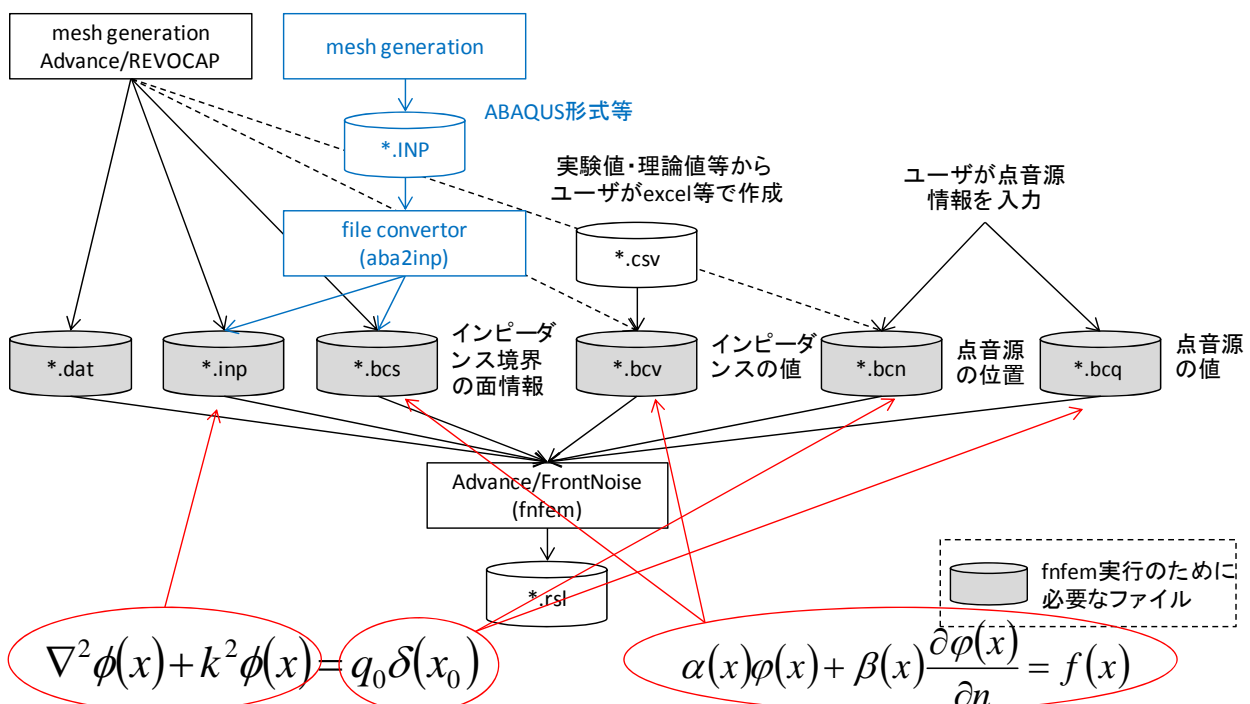 mesh generation
Advance/REVOCAP
mesh generation
ABAQUS形式等
*.INP
実験値・理論値等から
ユーザがexcel等で作成
ユーザが点音源
情報を入力
file convertor
(aba2inp)
*.csv
*.dat
*.inp
*.bcs
インピーダ
ンス境界
の面情報
*.bcv
インピーダ
ンスの値
*.bcn
点音源
の位置
*.bcq
点音源
の値
Advance/FrontNoise
(fnfem)
*.rsl
fnfem実行のために
必要なファイル
∇²ϕ(x)+k²ϕ(x)=q₀δ(x₀)
α(x)φ(x)+β(x)∂φ(x)/∂n=f(x)